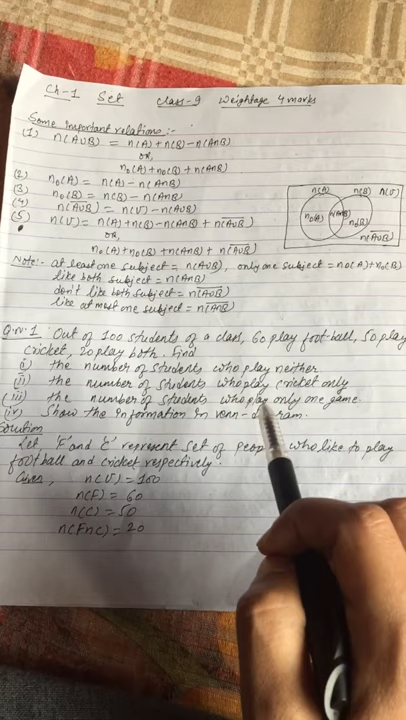 Ch-1 Set Class-9 Weightage 4 marks
Some important relations :-
(1) n(A∪B) = n(A) + n(B) - n(A∩B)
or,
n₀(A) + n₀(B) + n(A∩B)
(2) n₀(A) = n(A) - n(A∩B)
(3) n₀(B) = n(B) - n(A∩B)
(4) n(A̅∪̅B̅) = n(U) - n(A∪B)
(5) n(U) = n(A) + n(B) - n(A∩B) + n(A̅∪̅B̅)
or,
n₀(A) + n₀(B) + n(A∩B) + n(A̅∪̅B̅)
n(A) n(B) n(U)
n₀(A) n(A∩B) n₀(B)
n(A̅∪̅B̅)
Note:- at least one subject = n(A∪B), only one subject = n₀(A) + n₀(B)
like both subject = n(A∩B)
don't like both subject = n(A̅∪̅B̅)
like at most one subject = n(A̅∩̅B̅)
Q.N.1 Out of 100 students of a class, 60 play foot-ball, 50 play
cricket, 20 play both. Find
(i) the number of students who play neither
(ii) the number of students who play cricket only
(iii) the number of students who play only one game.
(iv) Show the information in venn-diagram.
Solution
Let 'F' and 'C' represent set of who like to play
football and cricket respectively.
Given, n(U) = 100
n(F) = 60
n(C) = 50
n(F∩C) = 20